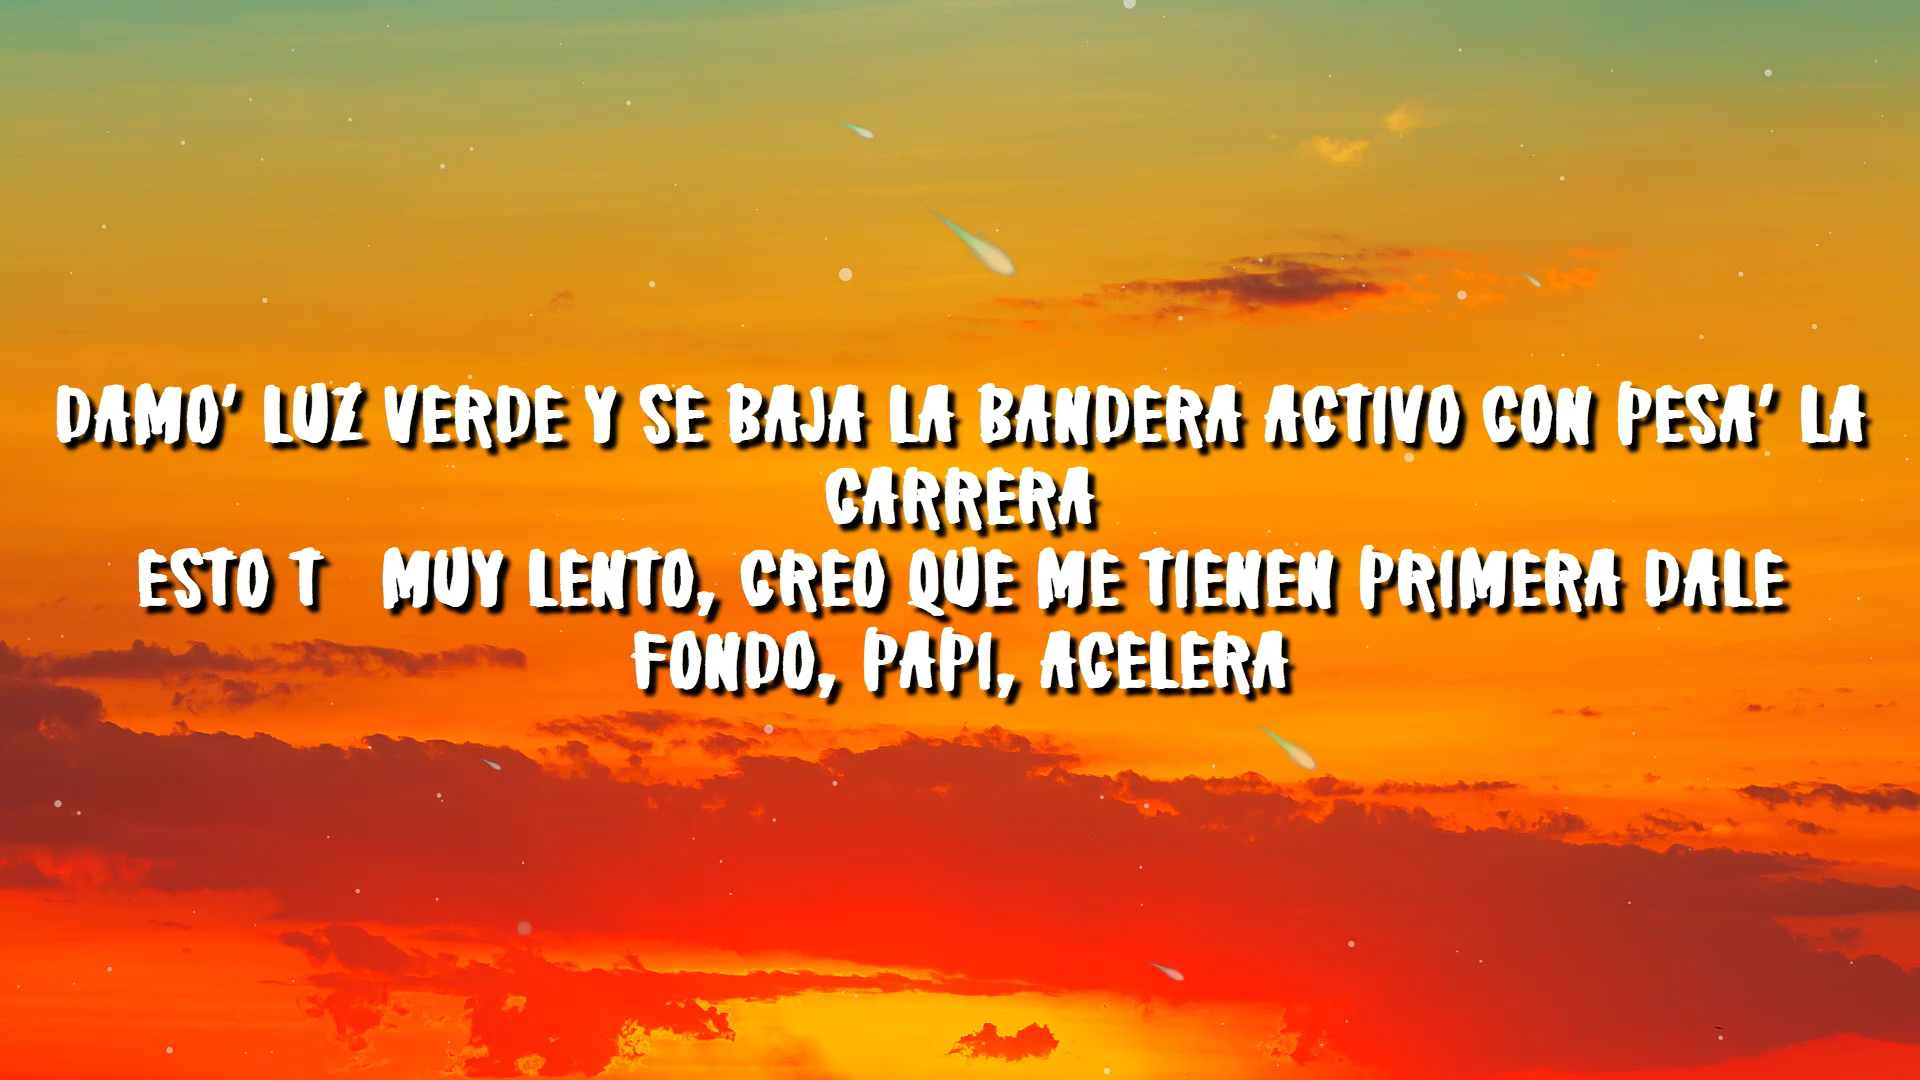 DAMO' LUZ VERDE Y SE BAJA LA BANDERA ACTIVO CON PESA' LA
CARRERA
ESTO T MUY LENTO, CREO QUE ME TIENEN PRIMERA DALE
FONDO, PAPI, ACELERA